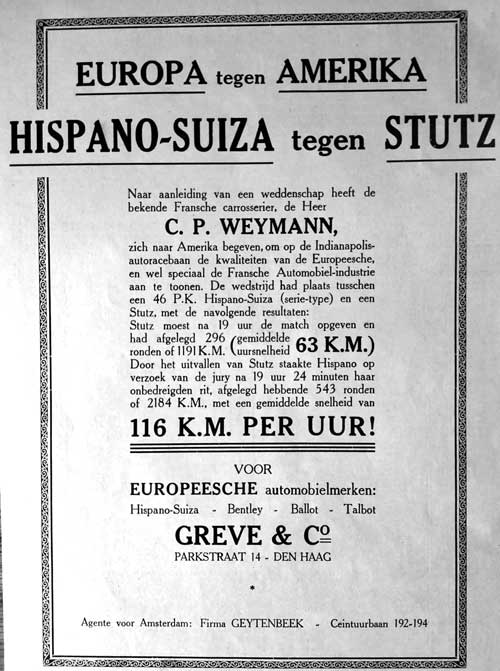 EUROPA tegen AMERIKA
HISPANO-SUIZA tegen STUTZ
Naar aanleiding van een weddenschap heeft de
bekende Fransche carrosserier, de Heer
C. P. WEYMANN,
zich naar Amerika begeven, om op de Indianapolis-
autoracebaan de kwaliteiten van de Europeesche,
en wel speciaal de Fransche Automobiel-industrie
aan te toonen. De wedstrijd had plaats tusschen
een 46 P.K. Hispano-Suiza (serie-type) en een
Stutz, met de navolgende resultaten:
Stutz moest na 19 uur de match opgeven en
had afgelegd 296 (gemiddelde
ronden of 1191 K.M. uursnelheid 63 K.M.)
Door het uitvallen van Stutz staakte Hispano op
verzoek van de jury na 19 uur 24 minuten haar
onbedreigden rit, afgelegd hebbende 543 ronden
of 2184 K.M., met een gemiddelde snelheid van
116 K.M. PER UUR!
VOOR
EUROPEESCHE automobielmerken:
Hispano-Suiza - Bentley - Ballot - Talbot
GREVE & Co
PARKSTRAAT 14 - DEN HAAG
*
Agente voor Amsterdam: Firma GEYTENBEEK - Ceintuurbaan 192-194